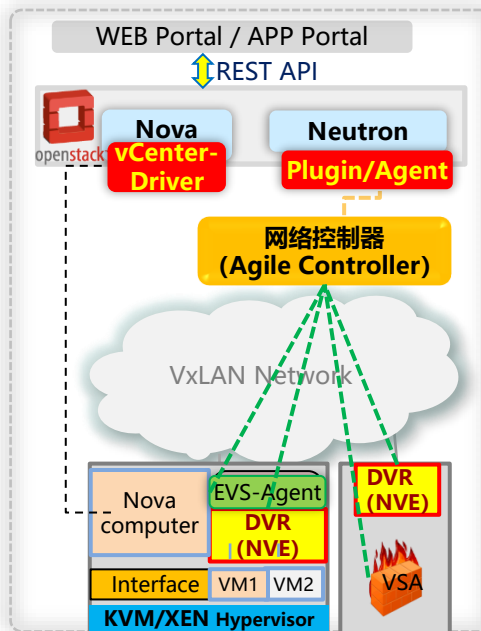 WEB Portal / APP Portal
REST API
openstack
Nova
vCenter-
Driver
Neutron
Plugin/Agent
网络控制器
(Agile Controller)
VxLAN Network
Nova
computer
EVS-Agent
DVR
(NVE)
Interface
VM1
VM2
KVM/XEN Hypervisor
DVR
(NVE)
VSA